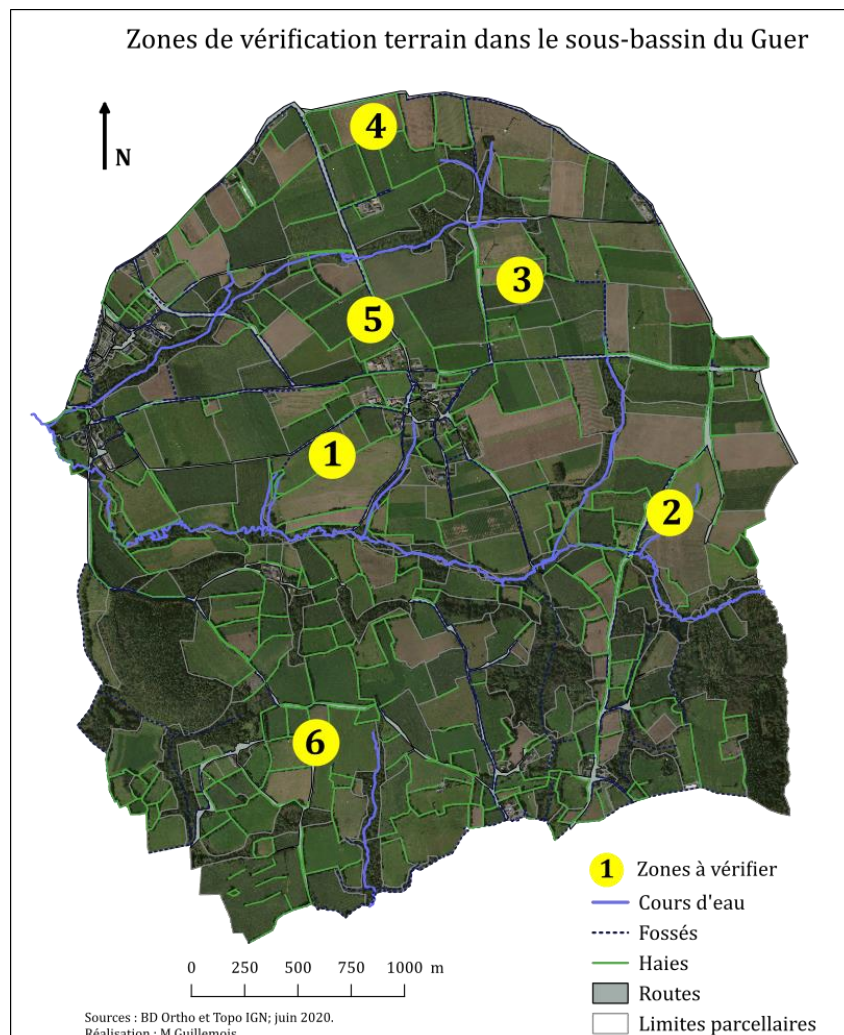 Zones de vérification terrain dans le sous-bassin du Guer
N
4
3
5
1
2
6
1 Zones à vérifier
Cours d'eau
Fossés
Haies
Routes
Limites parcellaires
0 250 500 750 1000 m
Sources : BD Ortho et Topo IGN; juin 2020.
Réalisation : M.Guillemois